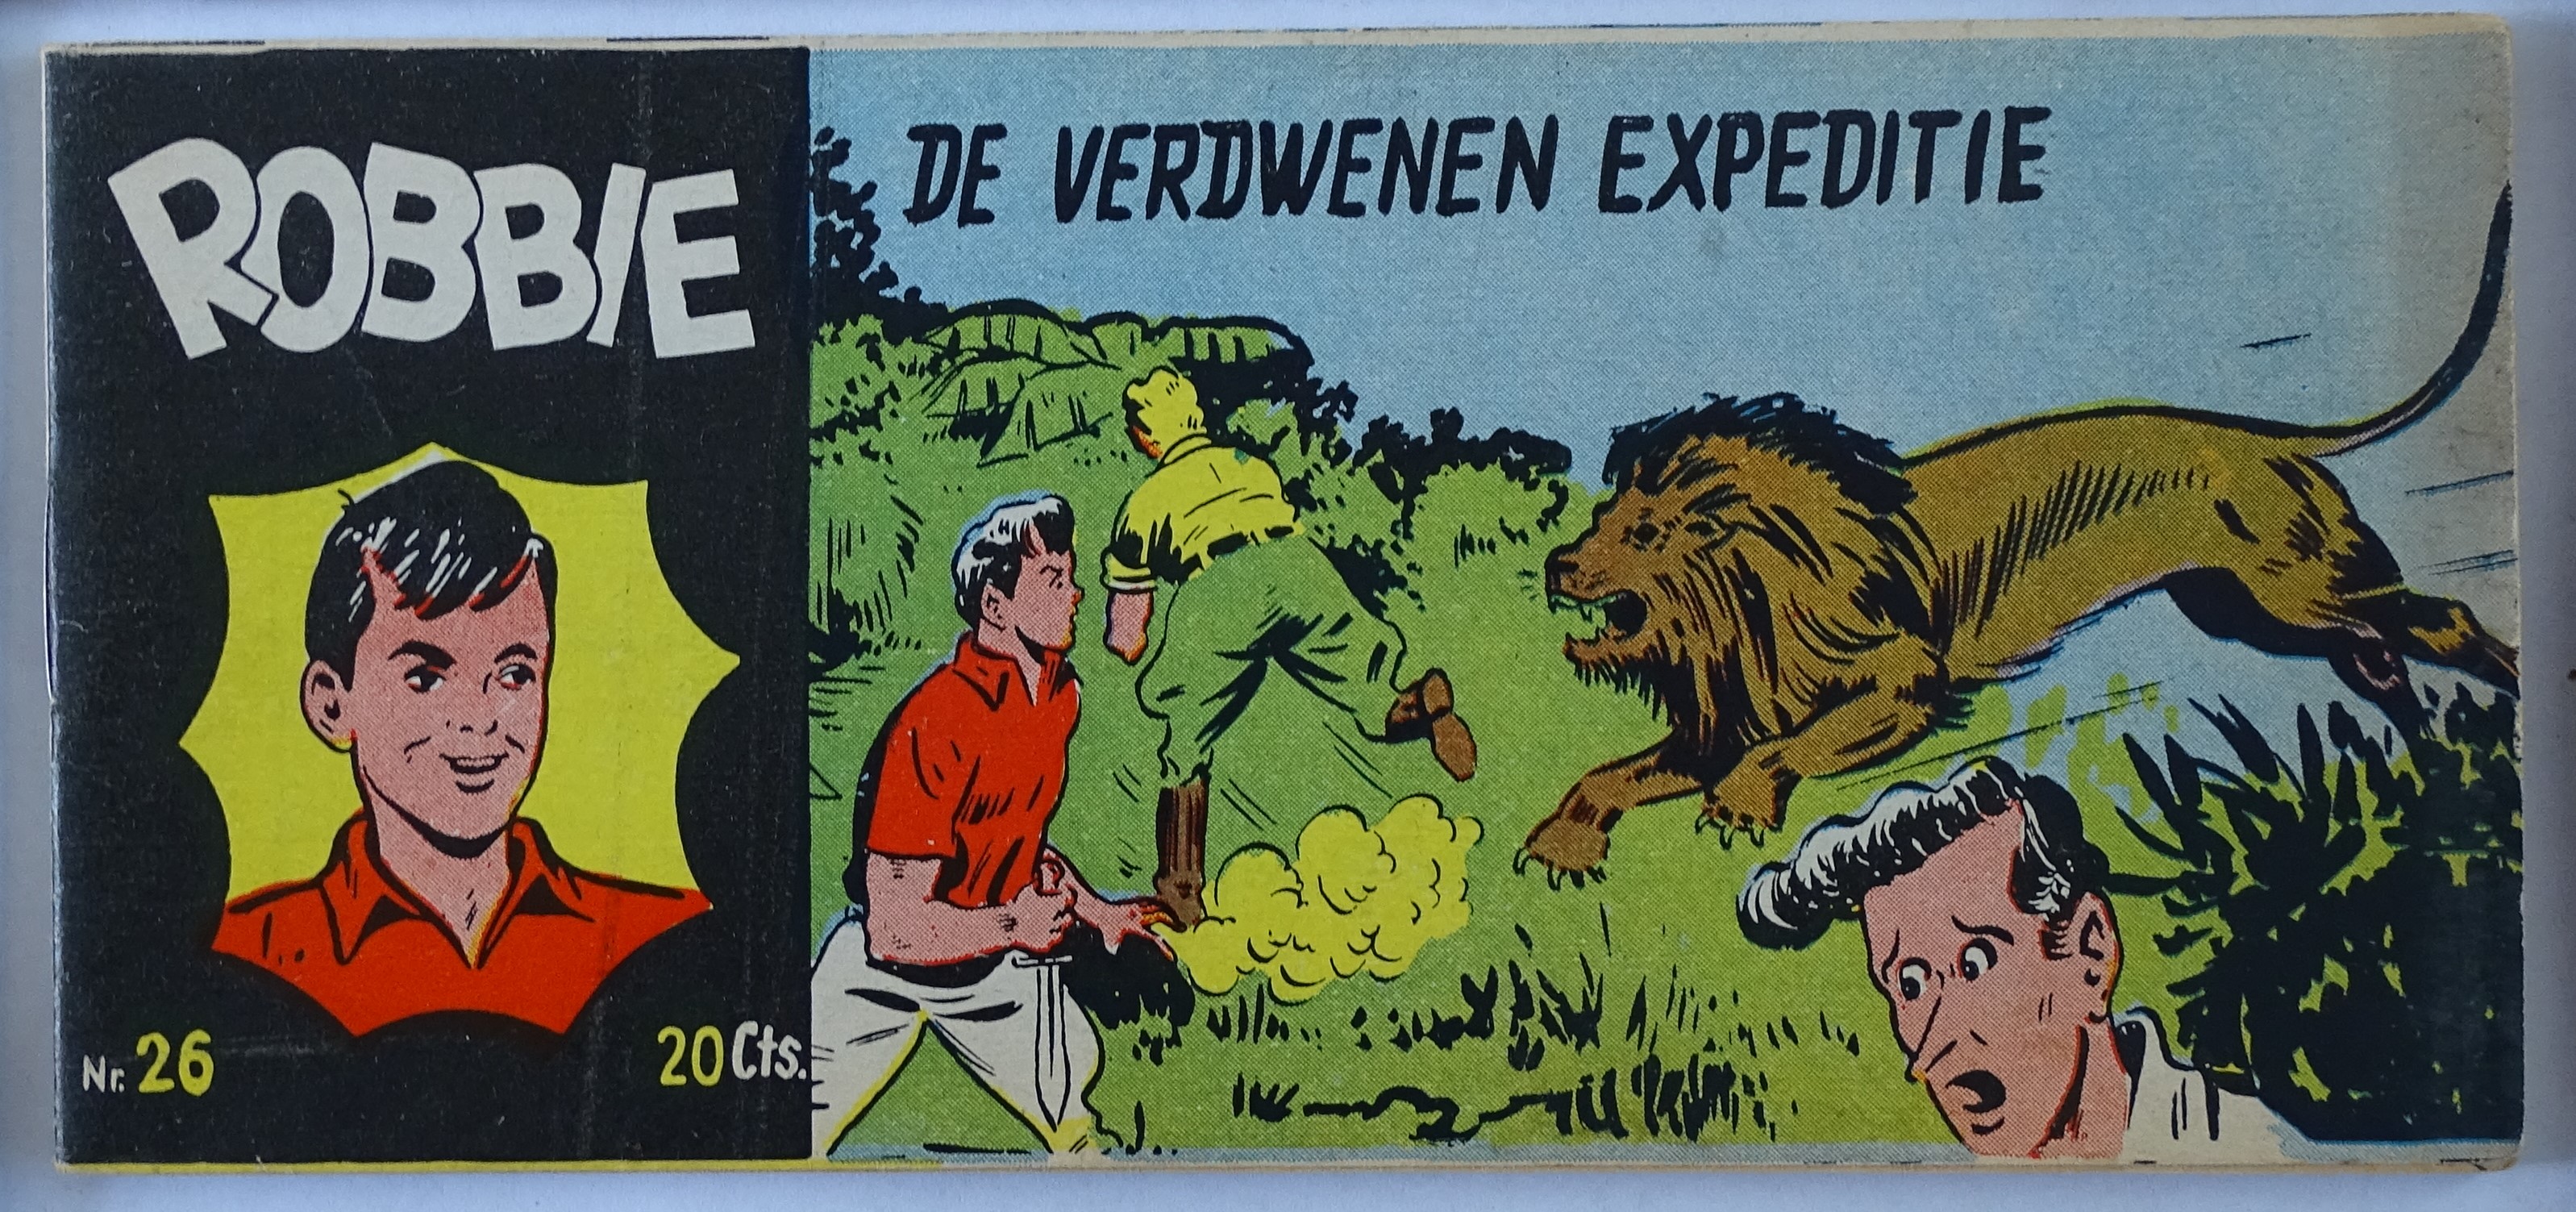 ROBBIE
DE VERDWENEN EXPEDITIE
Nr. 26
20 Cts.